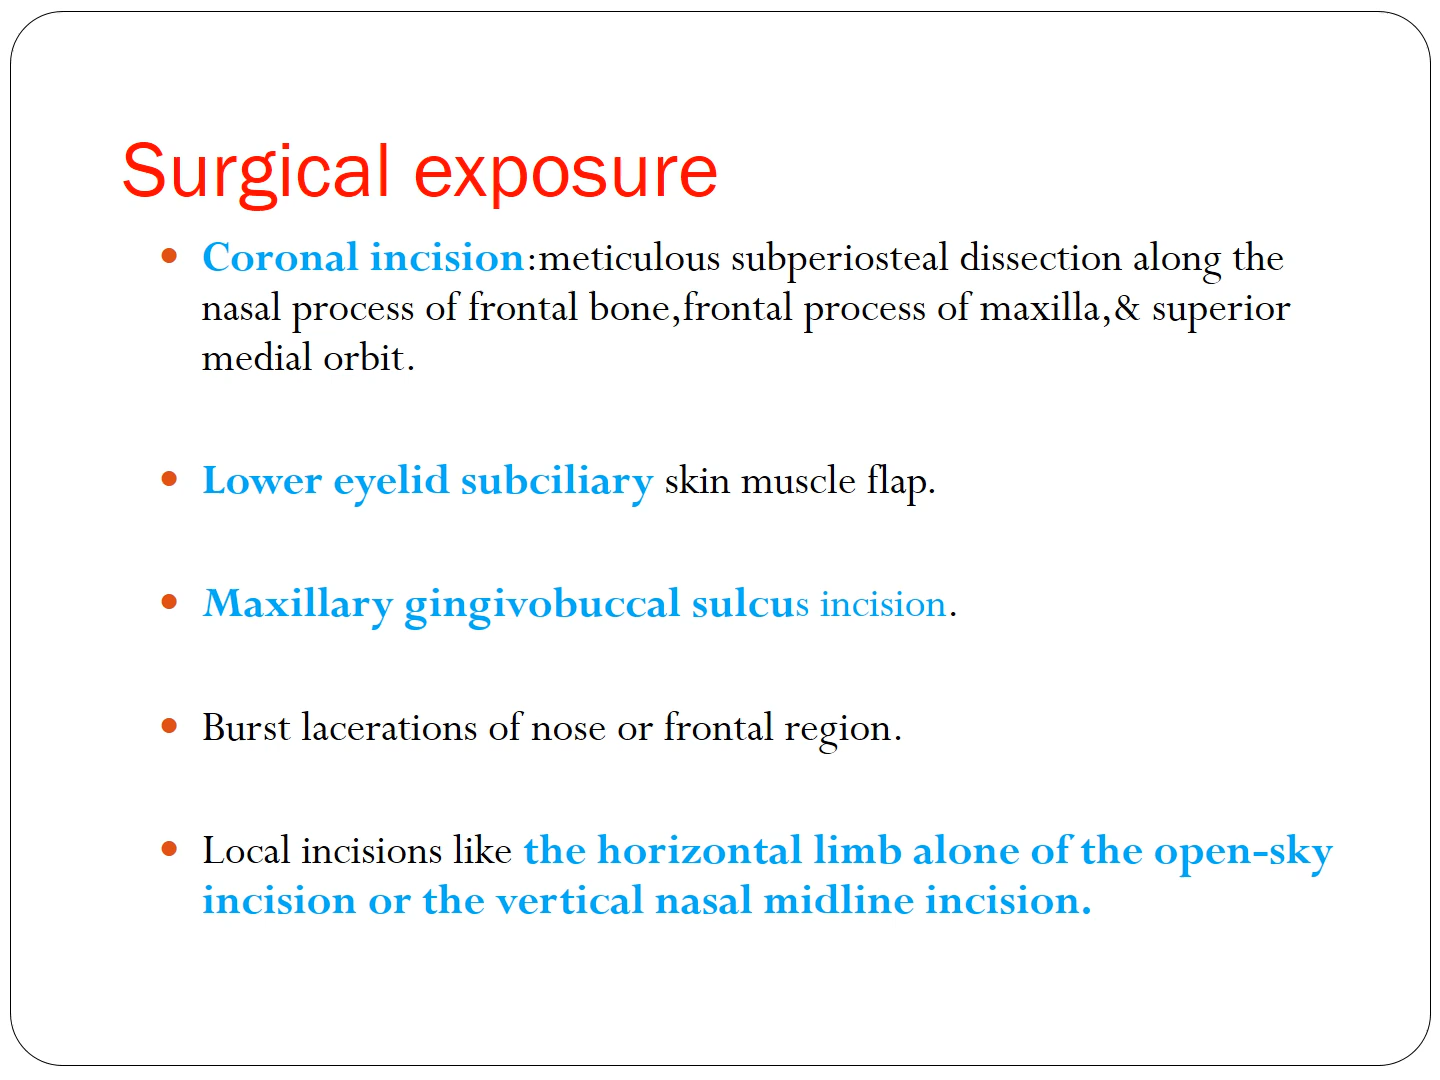 Surgical exposure
• Coronal incision:meticulous subperiosteal dissection along the
nasal process of frontal bone,frontal process of maxilla,& superior
medial orbit.
• Lower eyelid subciliary skin muscle flap.
• Maxillary gingivobuccal sulcus incision.
• Burst lacerations of nose or frontal region.
• Local incisions like the horizontal limb alone of the open-sky
incision or the vertical nasal midline incision.